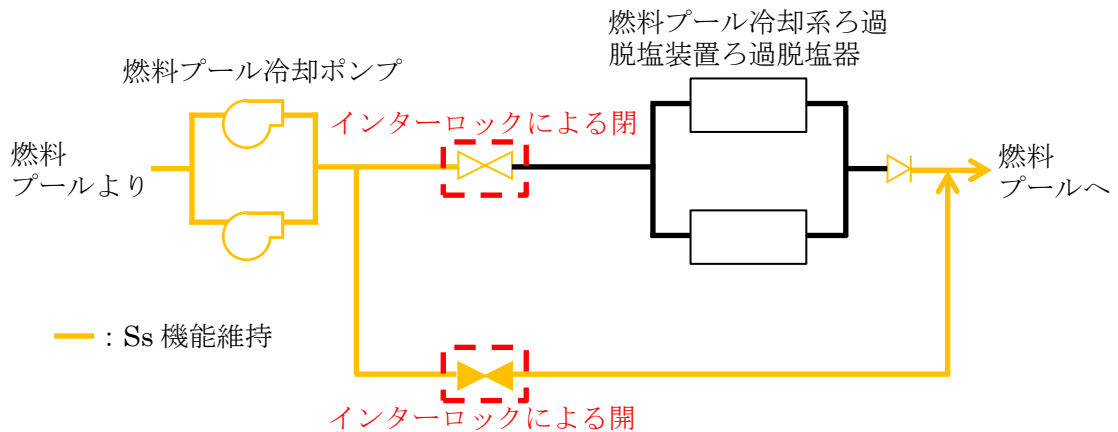 燃料プール冷却系ろ過
脱塩装置ろ過脱塩器
燃料プール冷却ポンプ
インターロックによる閉
燃料
プールより
燃料
プールへ
：Ss 機能維持
インターロックによる開